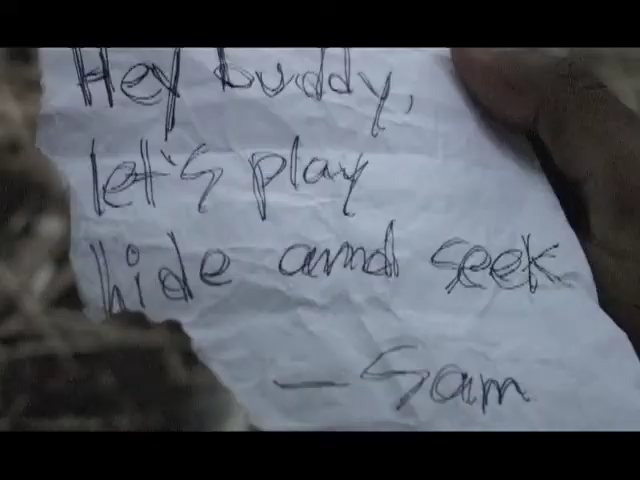 Hey buddy,
let's play
hide and seek
— Sam